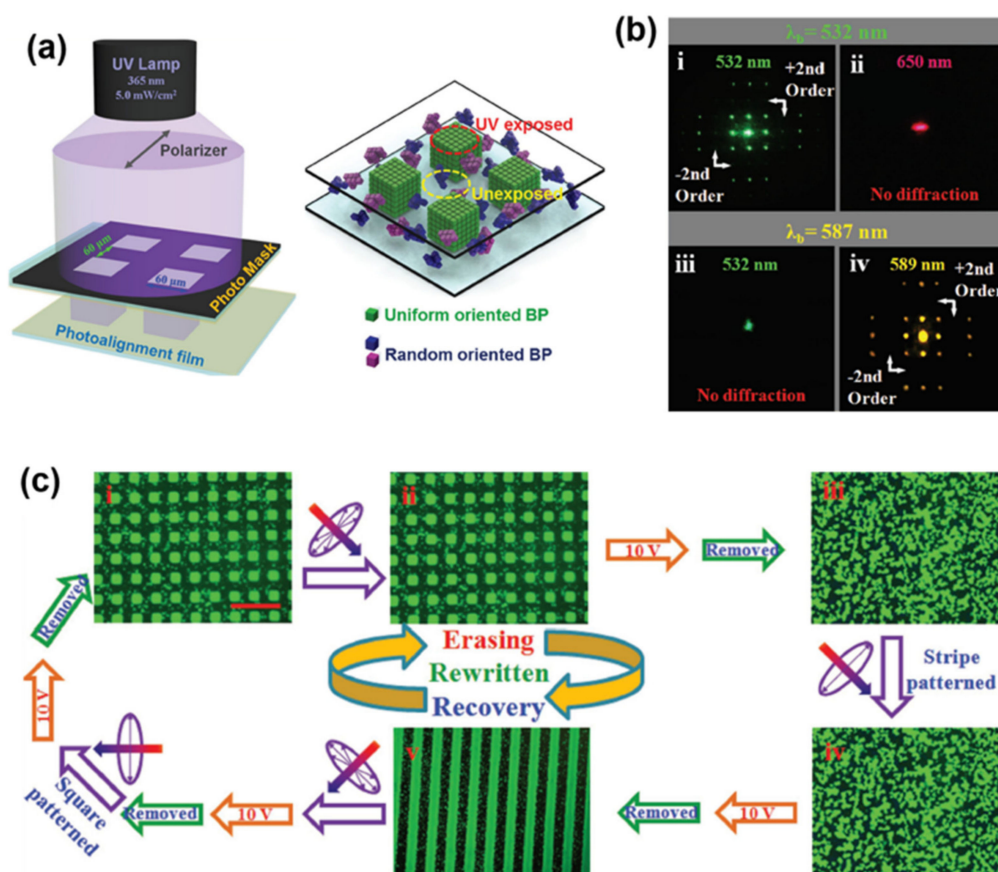 (a)
UV Lamp
365 nm
5.0 mW/cm²
Polarizer
60 μm
60 μm
Photo Mask
Photoalignment film
UV exposed
Unexposed
Uniform oriented BP
Random oriented BP
(b)
λb = 532 nm
i
532 nm
+2nd
Order
-2nd
Order
ii
650 nm
No diffraction
λb = 587 nm
iii
532 nm
No diffraction
iv
589 nm
+2nd
Order
-2nd
Order
(c)
i
ii
10 V
Removed
iii
Stripe
patterned
iv
10 V
Removed
v
10 V
Removed
Square
patterned
10 V
Removed
Erasing
Rewritten
Recovery